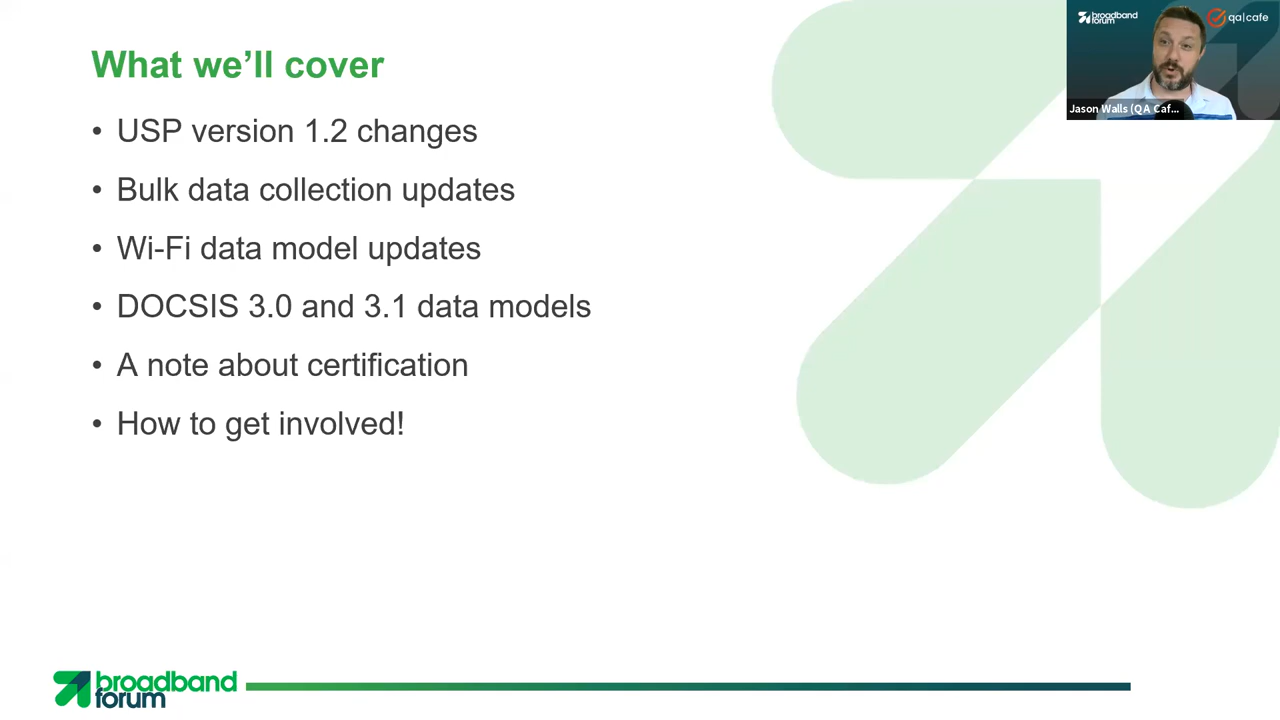 What we'll cover
• USP version 1.2 changes
• Bulk data collection updates
• Wi-Fi data model updates
• DOCSIS 3.0 and 3.1 data models
• A note about certification
• How to get involved!
broadband
forum
qa|cafe
Jason Walls (QA Caf...
broadband
forum